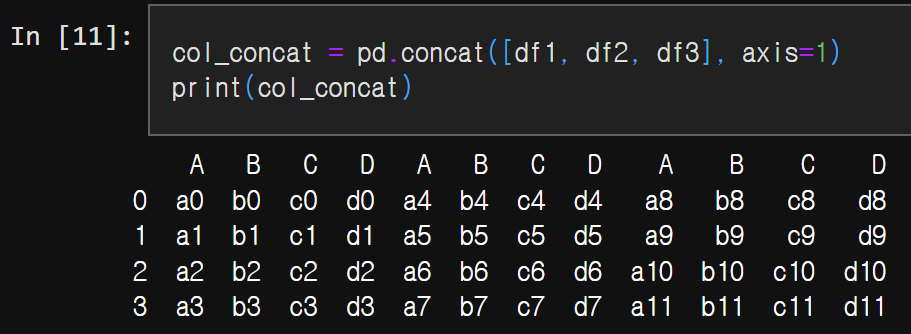 In [11]:
col_concat = pd.concat([df1, df2, df3], axis=1)
print(col_concat)
A B C D A B C D A B C D
0 a0 b0 c0 d0 a4 b4 c4 d4 a8 b8 c8 d8
1 a1 b1 c1 d1 a5 b5 c5 d5 a9 b9 c9 d9
2 a2 b2 c2 d2 a6 b6 c6 d6 a10 b10 c10 d10
3 a3 b3 c3 d3 a7 b7 c7 d7 a11 b11 c11 d11